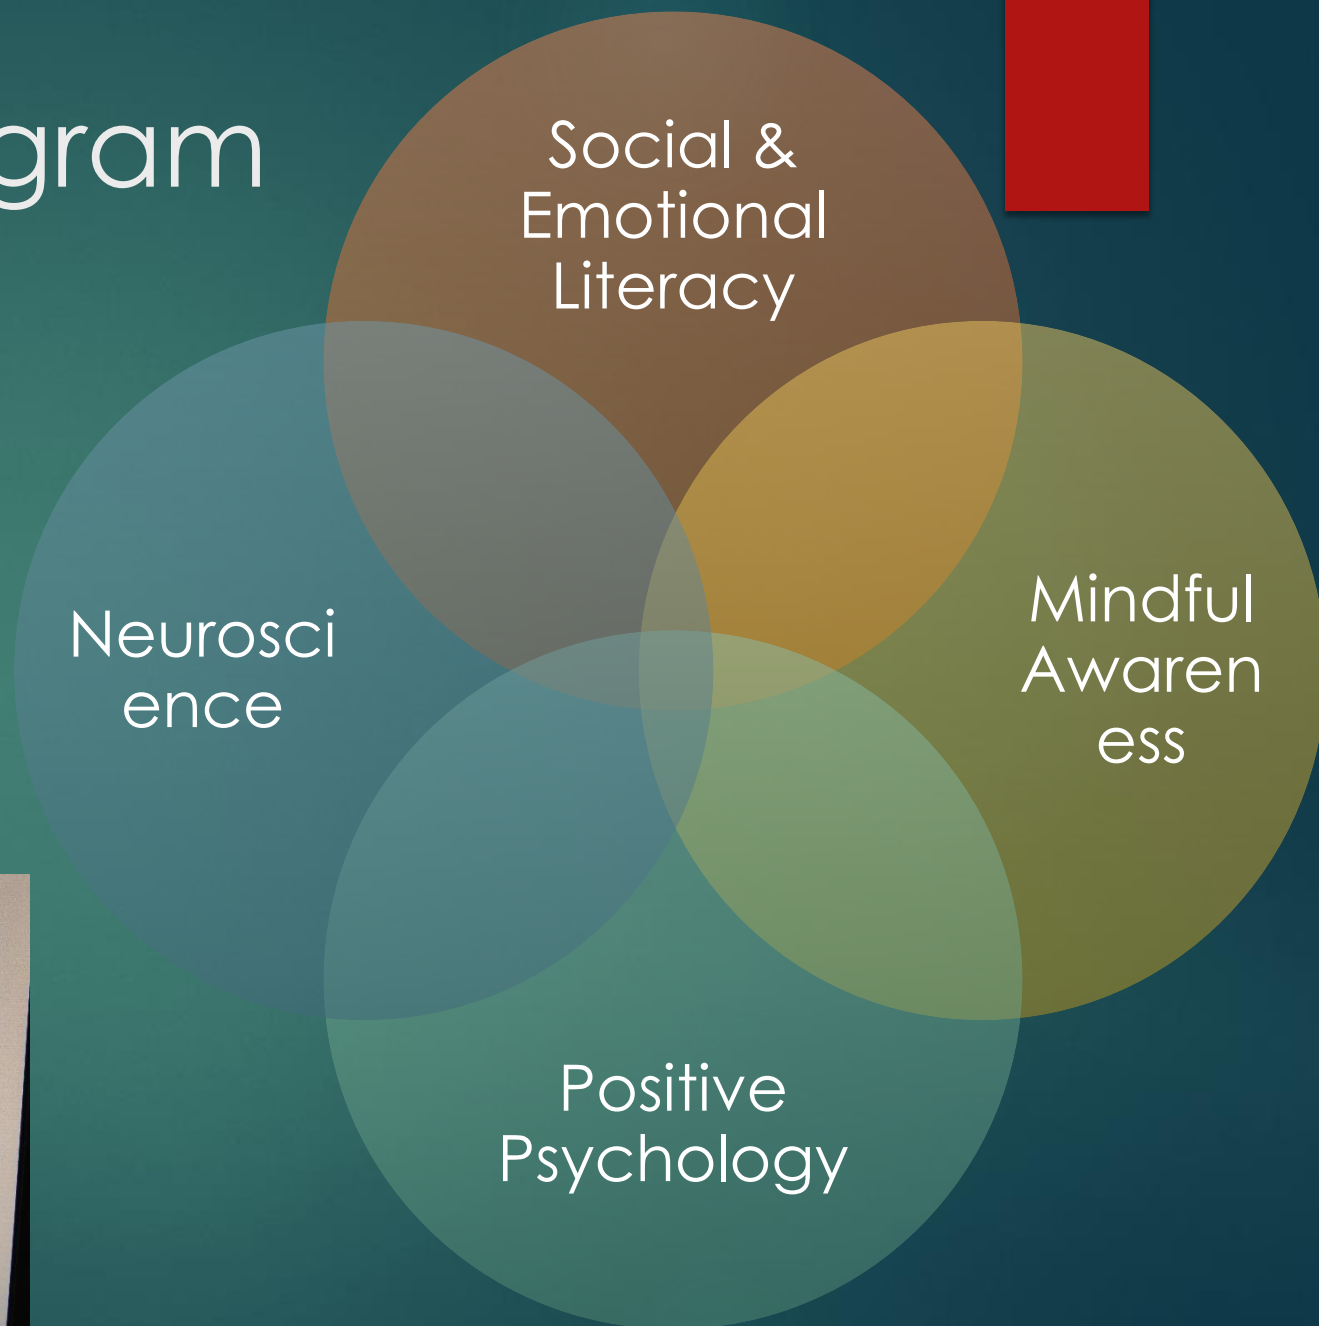 gram
Social &
Emotional
Literacy
Neurosci
ence
Mindful
Awaren
ess
Positive
Psychology